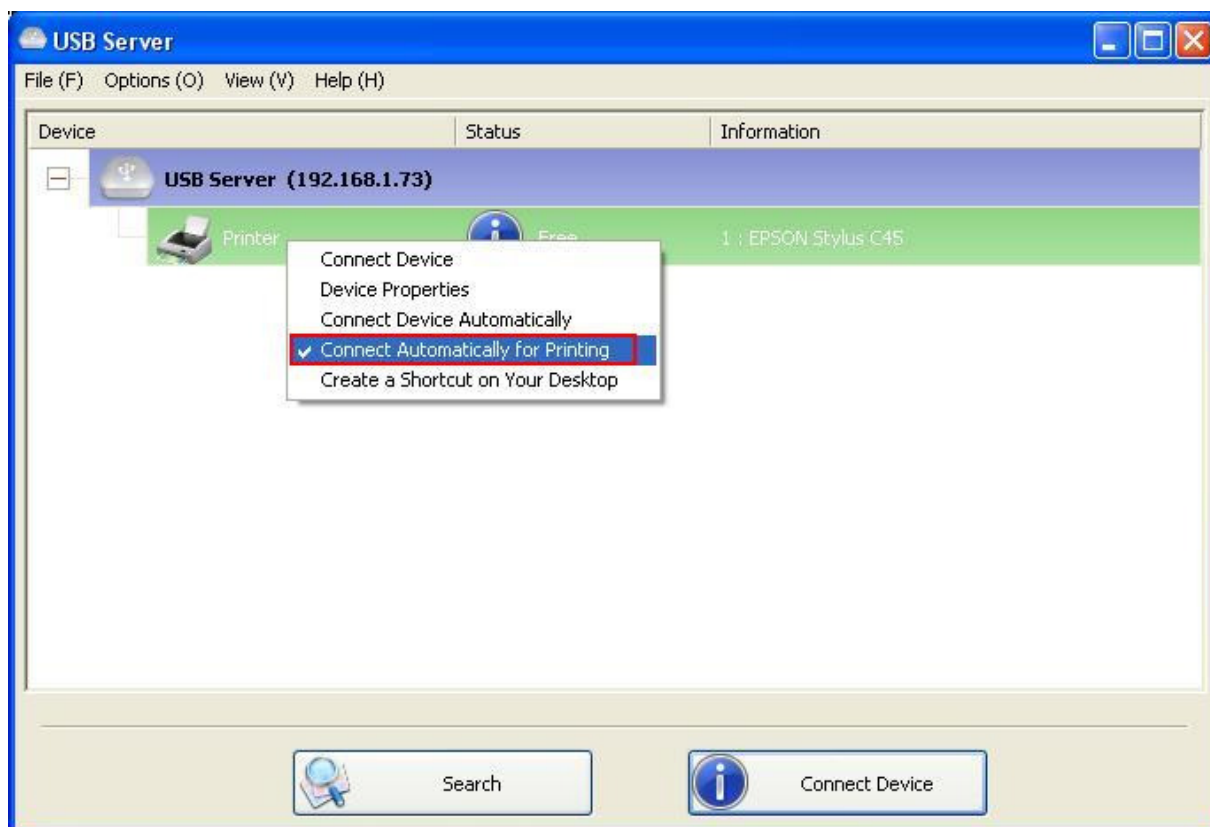 USB Server
File (F) Options (O) View (V) Help (H)
Device Status Information
USB Server (192.168.1.73)
Printer Free 1 : EPSON Stylus C45
Connect Device
Device Properties
Connect Device Automatically
Connect Automatically for Printing
Create a Shortcut on Your Desktop
Search Connect Device